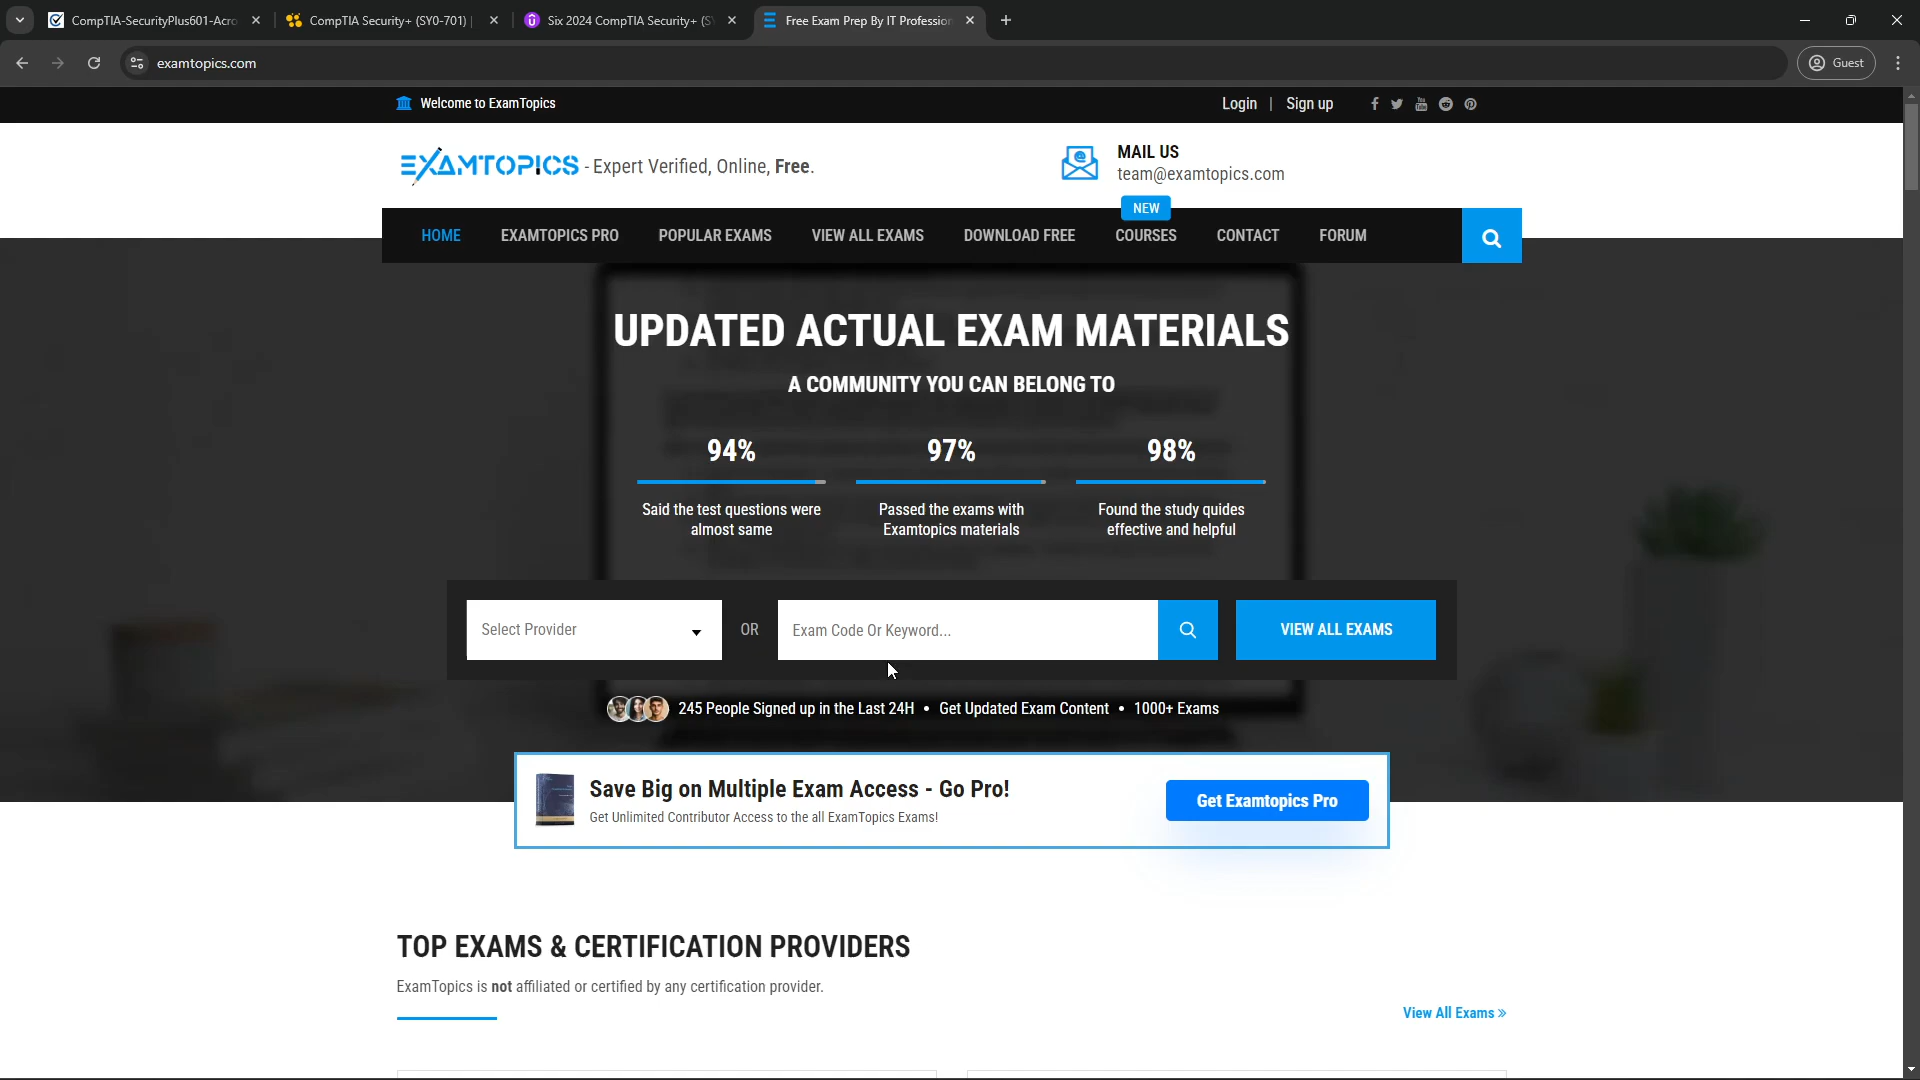 CompTIA-SecurityPlus601-Acro
CompTIA Security+ (SY0-701) |
Six 2024 CompTIA Security+ (SY
Free Exam Prep By IT Profession
examtopics.com
Guest
Welcome to ExamTopics
Login | Sign up
EXAMTOPICS - Expert Verified, Online, Free.
MAIL US
team@examtopics.com
NEW
HOME EXAMTOPICS PRO POPULAR EXAMS VIEW ALL EXAMS DOWNLOAD FREE COURSES CONTACT FORUM
UPDATED ACTUAL EXAM MATERIALS
A COMMUNITY YOU CAN BELONG TO
94% 97% 98%
Said the test questions were
almost same
Passed the exams with
Examtopics materials
Found the study quides
effective and helpful
Select Provider
OR
Exam Code Or Keyword...
VIEW ALL EXAMS
245 People Signed up in the Last 24H • Get Updated Exam Content • 1000+ Exams
Save Big on Multiple Exam Access - Go Pro!
Get Unlimited Contributor Access to the all ExamTopics Exams!
Get Examtopics Pro
TOP EXAMS & CERTIFICATION PROVIDERS
ExamTopics is not affiliated or certified by any certification provider.
View All Exams »